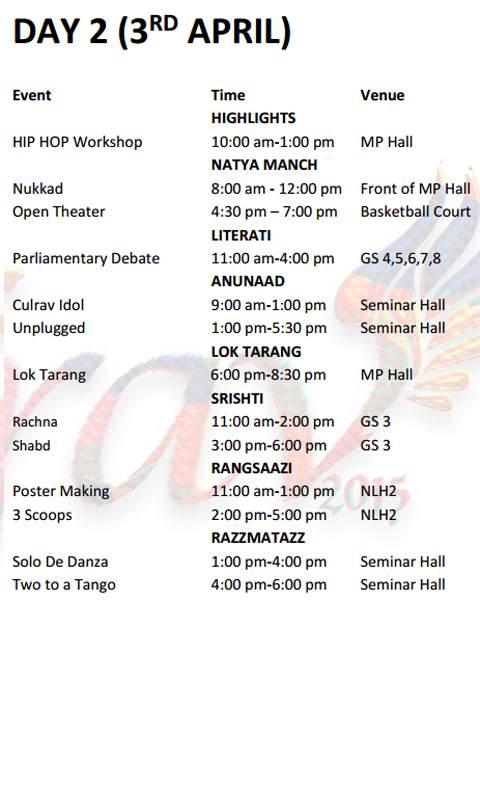 DAY 2 (3RD APRIL)
Event Time Venue
HIGHLIGHTS
HIP HOP Workshop 10:00 am-1:00 pm MP Hall
NATYA MANCH
Nukkad 8:00 am - 12:00 pm Front of MP Hall
Open Theater 4:30 pm – 7:00 pm Basketball Court
LITERATI
Parliamentary Debate 11:00 am-4:00 pm GS 4,5,6,7,8
ANUNAAD
Culrav Idol 9:00 am-1:00 pm Seminar Hall
Unplugged 1:00 pm-5:30 pm Seminar Hall
LOK TARANG
Lok Tarang 6:00 pm-8:30 pm MP Hall
SRISHTI
Rachna 11:00 am-2:00 pm GS 3
Shabd 3:00 pm-6:00 pm GS 3
RANGSAAZI
Poster Making 11:00 am-1:00 pm NLH2
2015
3 Scoops 2:00 pm-5:00 pm NLH2
RAZZMATAZZ
Solo De Danza 1:00 pm-4:00 pm Seminar Hall
Two to a Tango 4:00 pm-6:00 pm Seminar Hall